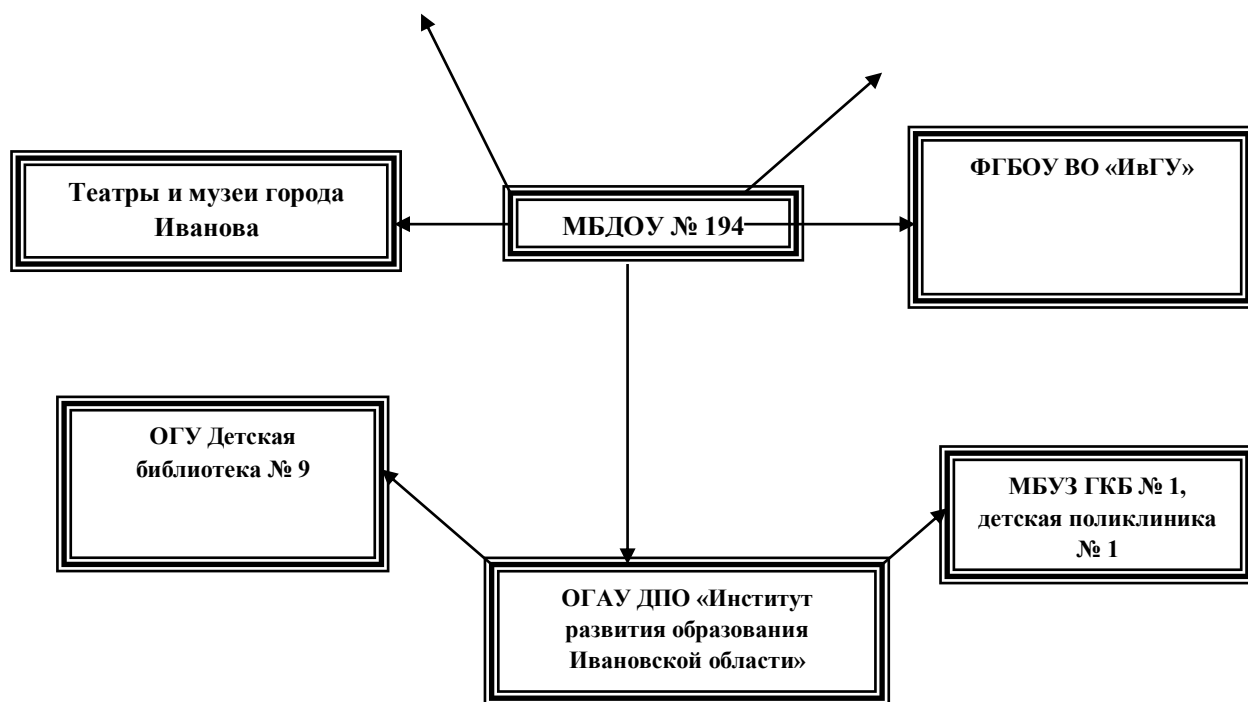 Театры и музеи города
Иванова
МБДОУ № 194
ФГБОУ ВО «ИвГУ»
ОГУ Детская
библиотека № 9
МБУЗ ГКБ № 1,
детская поликлиника
№ 1
ОГАУ ДПО «Институт
развития образования
Ивановской области»